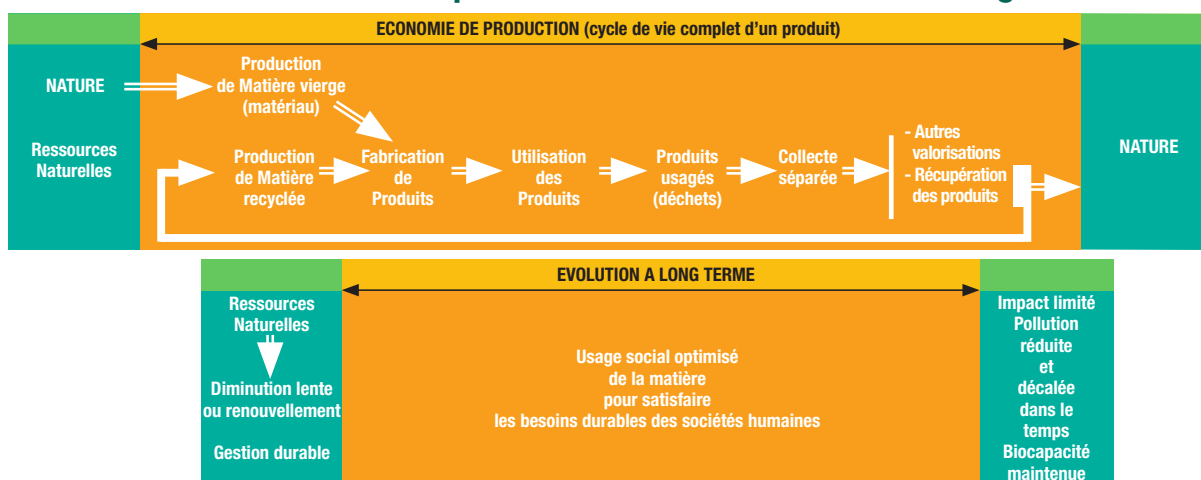 ECONOMIE DE PRODUCTION (cycle de vie complet d'un produit)
NATURE
Ressources
Naturelles
Production
de Matière vierge
(matériau)
Production
de Matière
recyclée
Fabrication
de
Produits
Utilisation
des
Produits
Produits
usagés
(déchets)
Collecte
séparée
- Autres
valorisations
- Récupération
des produits
NATURE
EVOLUTION A LONG TERME
Ressources
Naturelles
Diminution lente
ou renouvellement
Gestion durable
Usage social optimisé
de la matière
pour satisfaire
les besoins durables des sociétés humaines
Impact limité
Pollution
réduite
et
décalée
dans le
temps
Biocapacité
maintenue